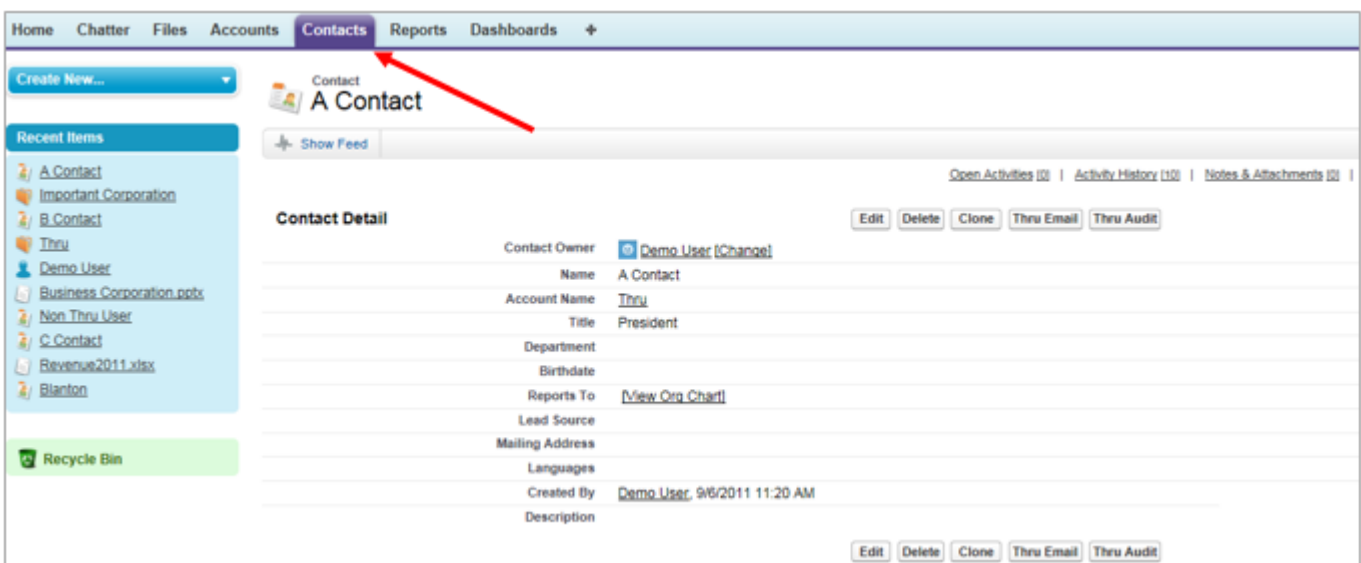 Home Chatter Files Accounts Contacts Reports Dashboards +
Create New...
Contact
A Contact
Recent Items
Show Feed
A Contact
Important Corporation
B Contact
Thru
Demo User
Business Corporation.pptx
Non Thru User
C Contact
Revenue2011.xlsx
Blanton
Recycle Bin
Open Activities [0] | Activity History [10] | Notes & Attachments [0] |
Contact Detail
Edit Delete Clone Thru Email Thru Audit
Contact Owner Demo User [Change]
Name A Contact
Account Name Thru
Title President
Department
Birthdate
Reports To [View Org Chart]
Lead Source
Mailing Address
Languages
Created By Demo User, 9/6/2011 11:20 AM
Description
Edit Delete Clone Thru Email Thru Audit